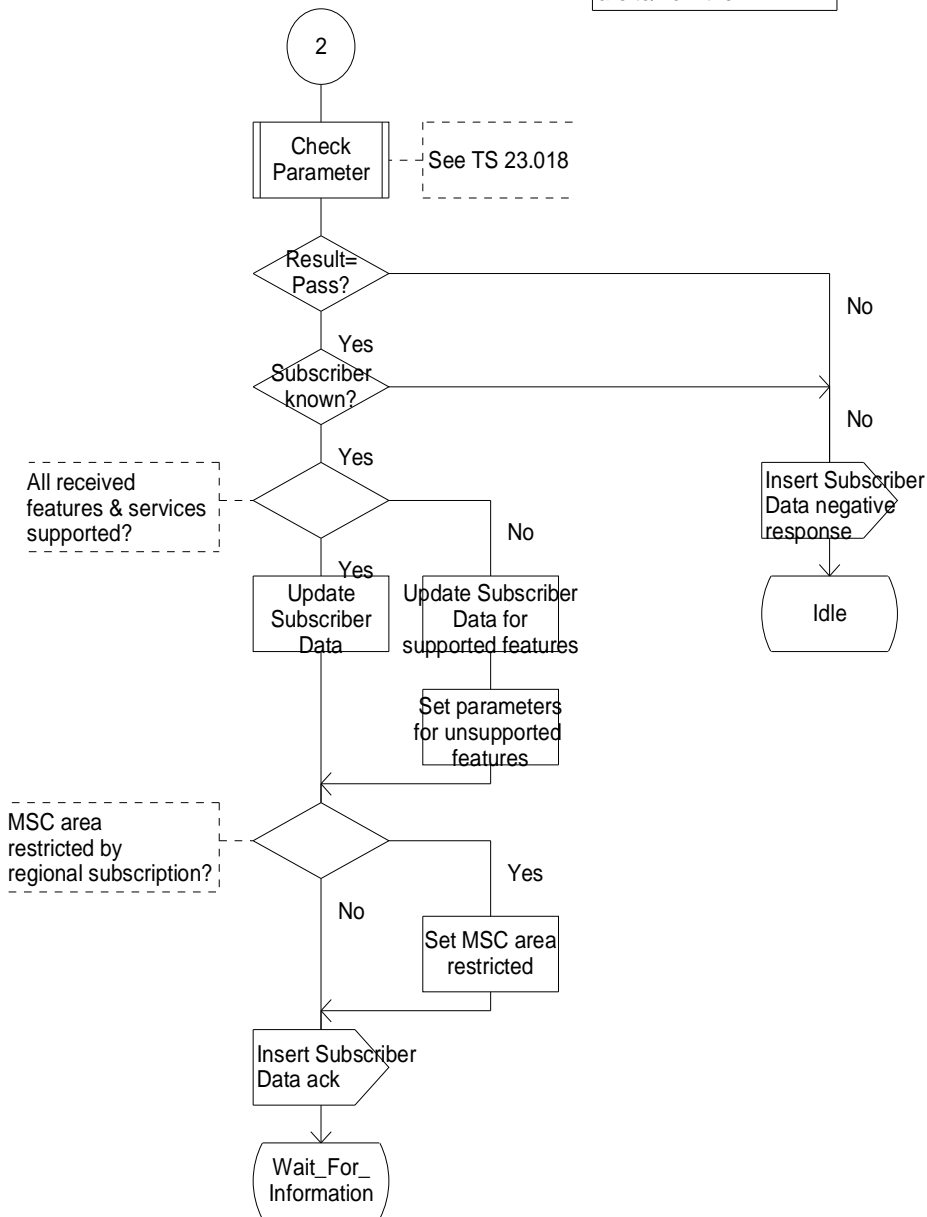 2
Check
Parameter
See TS 23.018
Result=
Pass?
No
Yes
Subscriber
known?
No
Yes
All received
features & services
supported?
No
Yes
Insert Subscriber
Data negative
response
Update
Subscriber
Data
Update Subscriber
Data for
supported features
Idle
Set parameters
for unsupported
features
MSC area
restricted by
regional subscription?
Yes
No
Set MSC area
restricted
Insert Subscriber
Data ack
Wait_For_
Information